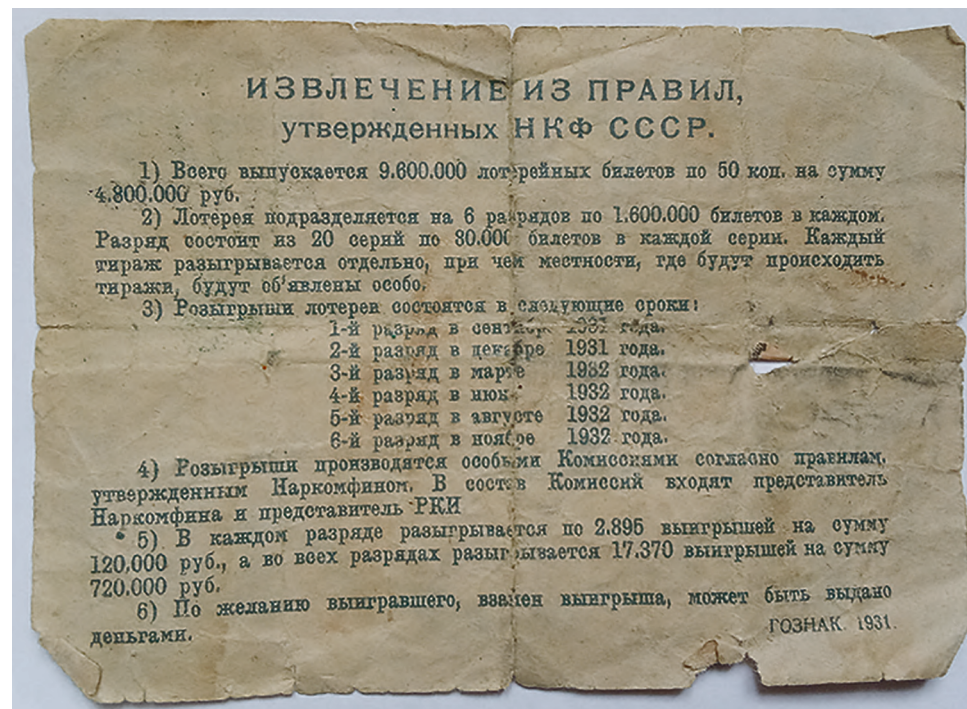 ИЗВЛЕЧЕНИЕ ИЗ ПРАВИЛ,
утвержденных НКФ СССР.
1) Всего выпускается 9.600.000 лотерейных билетов по 50 коп. на сумму
4.800.000 руб.
2) Лотерея подразделяется на 6 разрядов по 1.600.000 билетов в каждом.
Разряд состоит из 20 серий по 80.000 билетов в каждой серии. Каждый
тираж разыгрывается отдельно, при чем местности, где будут происходить
тиражи, будут об'явлены особо.
3) Розыгрыши лотереи состоятся в следующие сроки:
1-й разряд в сентябре 1931 года.
2-й разряд в декабре 1931 года.
3-й разряд в марте 1932 года.
4-й разряд в июне 1932 года.
5-й разряд в августе 1932 года.
6-й разряд в ноябре 1932 года.
4) Розыгрыши производятся особыми Комиссиями согласно правилам,
утвержденным Наркомфином. В состав Комиссий входят представитель
Наркомфина и представитель РКИ
5) В каждом разряде разыгрывается по 2.895 выигрышей на сумму
120.000 руб., а во всех разрядах разыгрывается 17.370 выигрышей на сумму
720.000 руб.
6) По желанию выигравшего, взамен выигрыша, может быть выдано
деньгами.
ГОЗНАК. 1931.